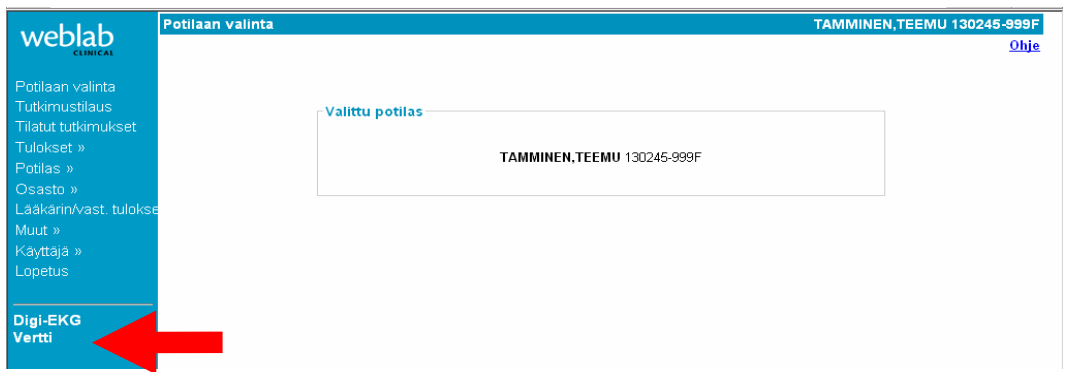 weblab
CLINICAL
Potilaan valinta
Tutkimustilaus
Tilatut tutkimukset
Tulokset »
Potilas »
Osasto »
Lääkärin/vast. tulokse
Muut »
Käyttäjä »
Lopetus
Digi-EKG
Vertti
Potilaan valinta TAMMINEN,TEEMU 130245-999F
Ohje
Valittu potilas
TAMMINEN,TEEMU 130245-999F